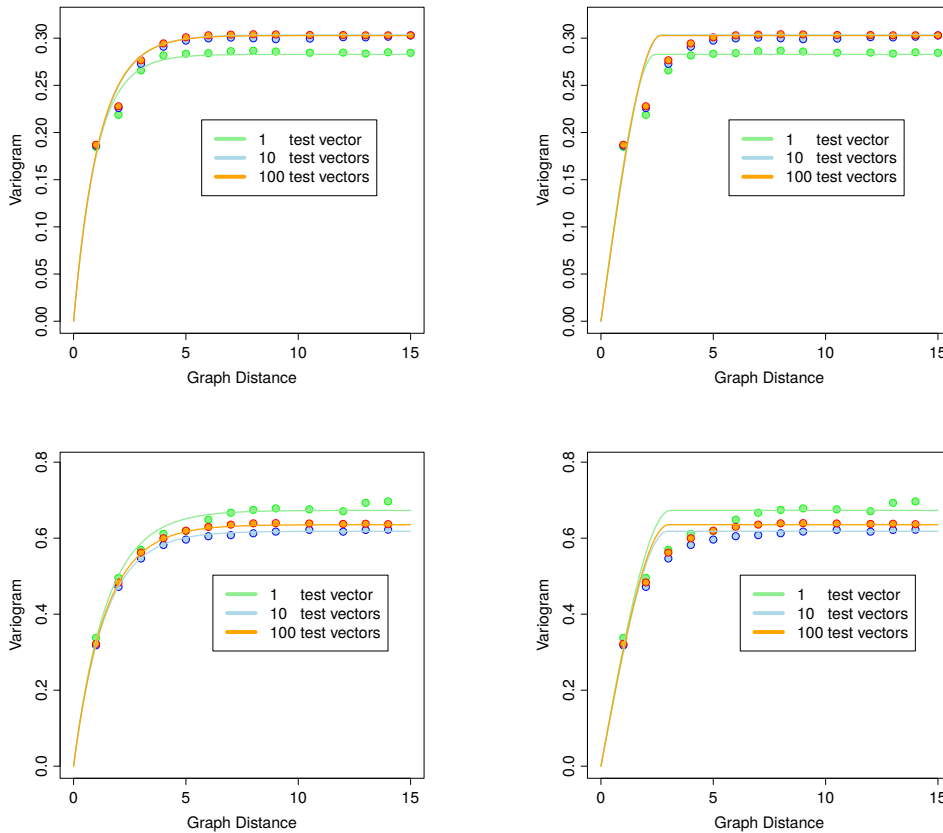 0.00 0.05 0.10 0.15 0.20 0.25 0.30
Variogram
1 test vector
10 test vectors
100 test vectors
0 5 10 15
Graph Distance
0.00 0.05 0.10 0.15 0.20 0.25 0.30
Variogram
1 test vector
10 test vectors
100 test vectors
0 5 10 15
Graph Distance
0.0 0.2 0.4 0.6 0.8
Variogram
1 test vector
10 test vectors
100 test vectors
0 5 10 15
Graph Distance
0.0 0.2 0.4 0.6 0.8
Variogram
1 test vector
10 test vectors
100 test vectors
0 5 10 15
Graph Distance